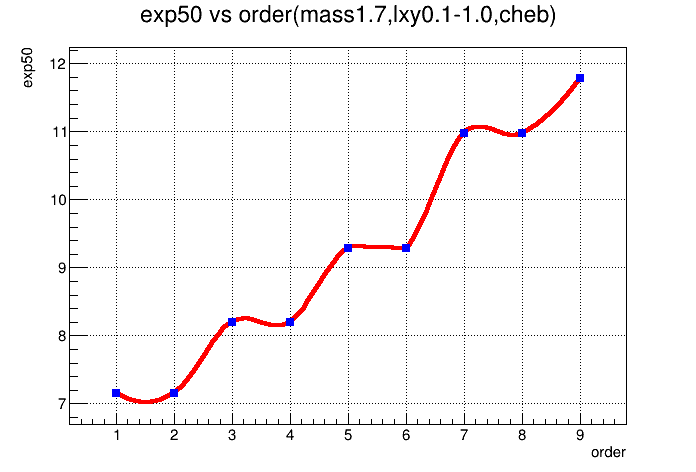 exp50 vs order(mass1.7,lxy0.1-1.0,cheb)
exp50
12
11
10
9
8
7
1 2 3 4 5 6 7 8 9
order